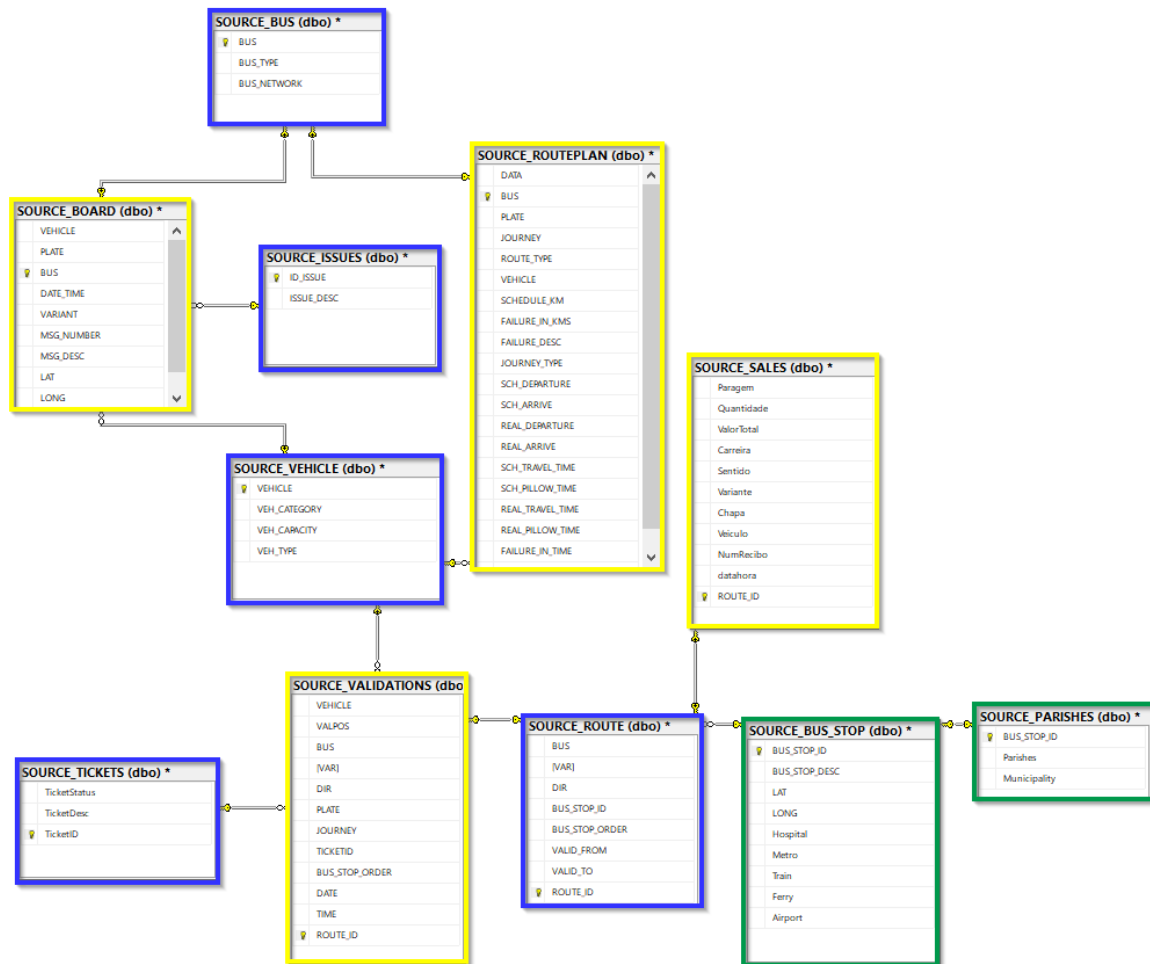 SOURCE_BUS (dbo) *
BUS
BUS_TYPE
BUS_NETWORK
SOURCE_ROUTEPLAN (dbo) *
DATA
BUS
PLATE
JOURNEY
ROUTE_TYPE
VEHICLE
SCHEDULE_KM
FAILURE_IN_KMS
FAILURE_DESC
JOURNEY_TYPE
SCH_DEPARTURE
SCH_ARRIVE
REAL_DEPARTURE
REAL_ARRIVE
SCH_TRAVEL_TIME
SCH_PILLOW_TIME
REAL_TRAVEL_TIME
REAL_PILLOW_TIME
FAILURE_IN_TIME
SOURCE_BOARD (dbo) *
VEHICLE
PLATE
BUS
DATE_TIME
VARIANT
MSG_NUMBER
MSG_DESC
LAT
LONG
SOURCE_ISSUES (dbo) *
ID_ISSUE
ISSUE_DESC
SOURCE_SALES (dbo) *
Paragem
Quantidade
ValorTotal
Carreira
Sentido
Variante
Chapa
Veiculo
NumRecibo
datahora
ROUTE_ID
SOURCE_VEHICLE (dbo) *
VEHICLE
VEH_CATEGORY
VEH_CAPACITY
VEH_TYPE
SOURCE_VALIDATIONS (dbo
VEHICLE
VALPOS
BUS
[VAR]
DIR
PLATE
JOURNEY
TICKETID
BUS_STOP_ORDER
DATE
TIME
ROUTE_ID
SOURCE_ROUTE (dbo) *
BUS
[VAR]
DIR
BUS_STOP_ID
BUS_STOP_ORDER
VALID_FROM
VALID_TO
ROUTE_ID
SOURCE_BUS_STOP (dbo) *
BUS_STOP_ID
BUS_STOP_DESC
LAT
LONG
Hospital
Metro
Train
Ferry
Airport
SOURCE_PARISHES (dbo) *
BUS_STOP_ID
Parishes
Municipality
SOURCE_TICKETS (dbo) *
TicketStatus
TicketDesc
TicketID